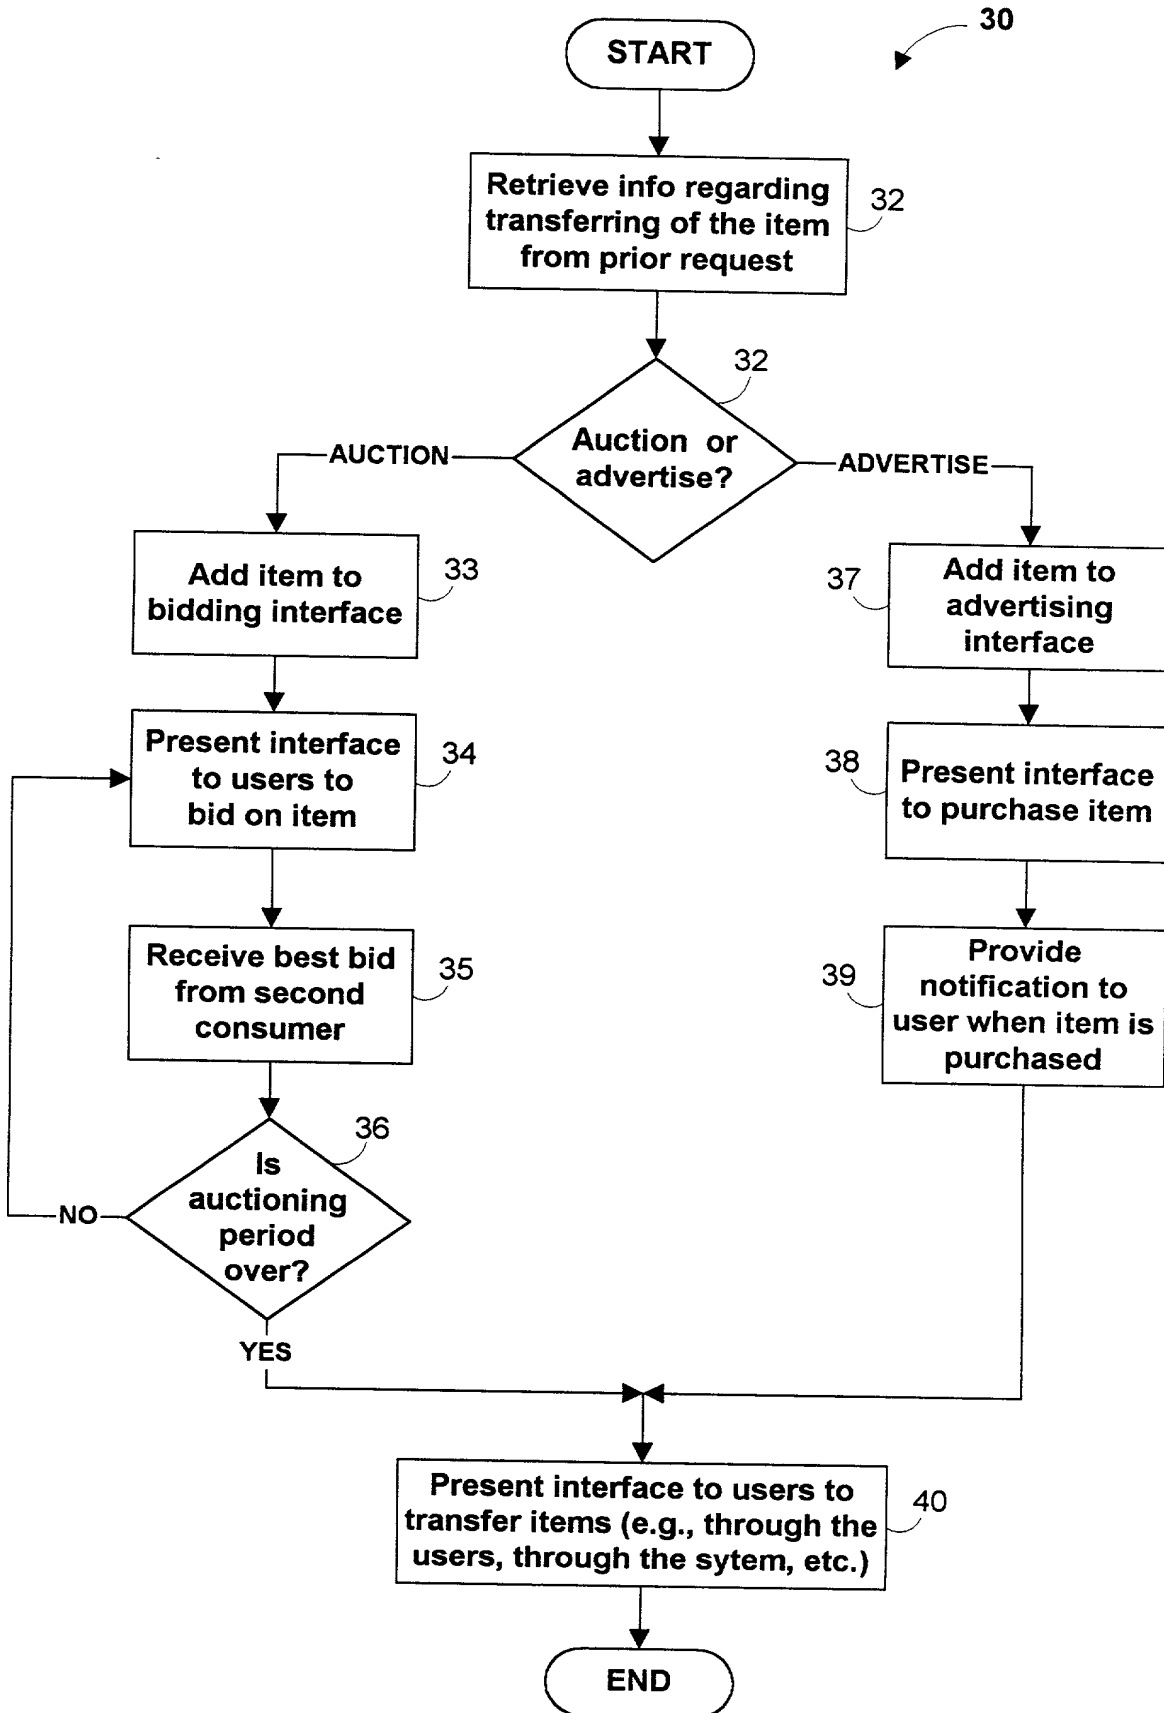 30
START
Retrieve info regarding
transferring of the item
from prior request
32
32
Auction or
advertise?
AUCTION
ADVERTISE
Add item to
bidding interface
33
37
Add item to
advertising
interface
Present interface
to users to
bid on item
34
38
Present interface
to purchase item
Receive best bid
from second
consumer
35
39
Provide
notification to
user when item is
purchased
36
Is
auctioning
period
over?
NO
YES
Present interface to users to
transfer items (e.g., through the
users, through the sytem, etc.)
40
END